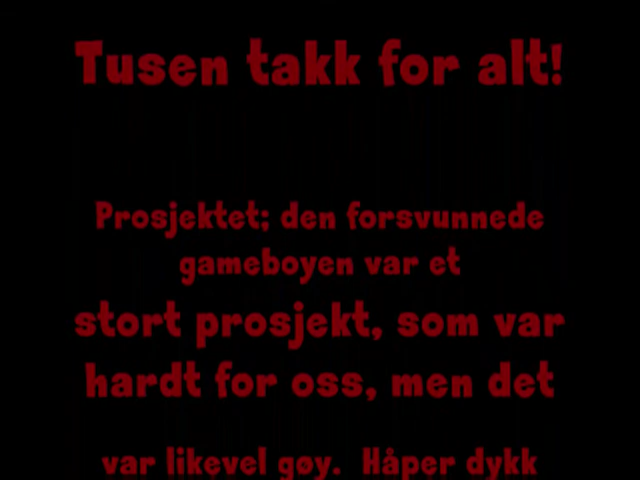 Tusen takk for alt!
Prosjektet; den forsvunnede
gameboyen var et
stort prosjekt, som var
hardt for oss, men det
var likevel gøy. Håper dykk